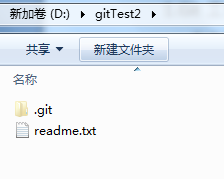 新加卷 (D:) ▸ gitTest2 ▸
共享 ▾ 新建文件夹
名称
.git
readme.txt